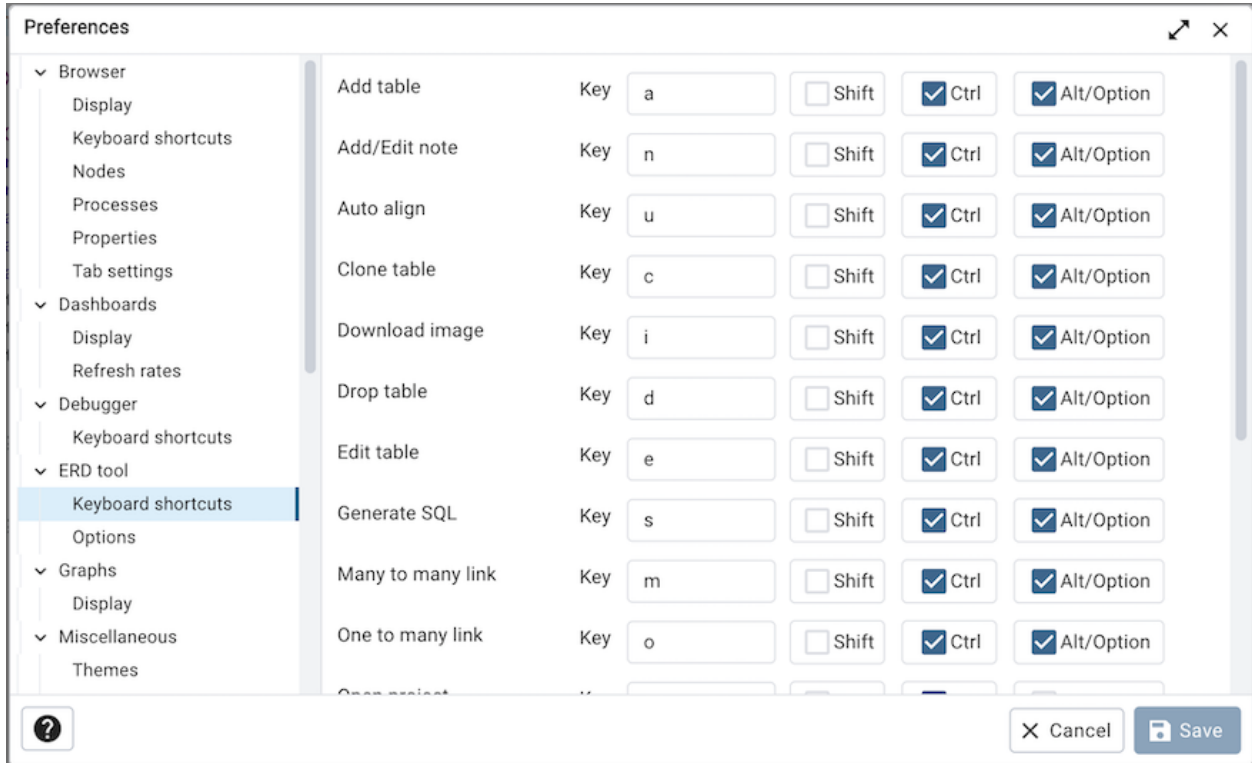 Preferences
Browser
Display
Keyboard shortcuts
Nodes
Processes
Properties
Tab settings
Dashboards
Display
Refresh rates
Debugger
Keyboard shortcuts
ERD tool
Keyboard shortcuts
Options
Graphs
Display
Miscellaneous
Themes
Add table Key a Shift Ctrl Alt/Option
Add/Edit note Key n Shift Ctrl Alt/Option
Auto align Key u Shift Ctrl Alt/Option
Clone table Key c Shift Ctrl Alt/Option
Download image Key i Shift Ctrl Alt/Option
Drop table Key d Shift Ctrl Alt/Option
Edit table Key e Shift Ctrl Alt/Option
Generate SQL Key s Shift Ctrl Alt/Option
Many to many link Key m Shift Ctrl Alt/Option
One to many link Key o Shift Ctrl Alt/Option
Open project
Cancel Save